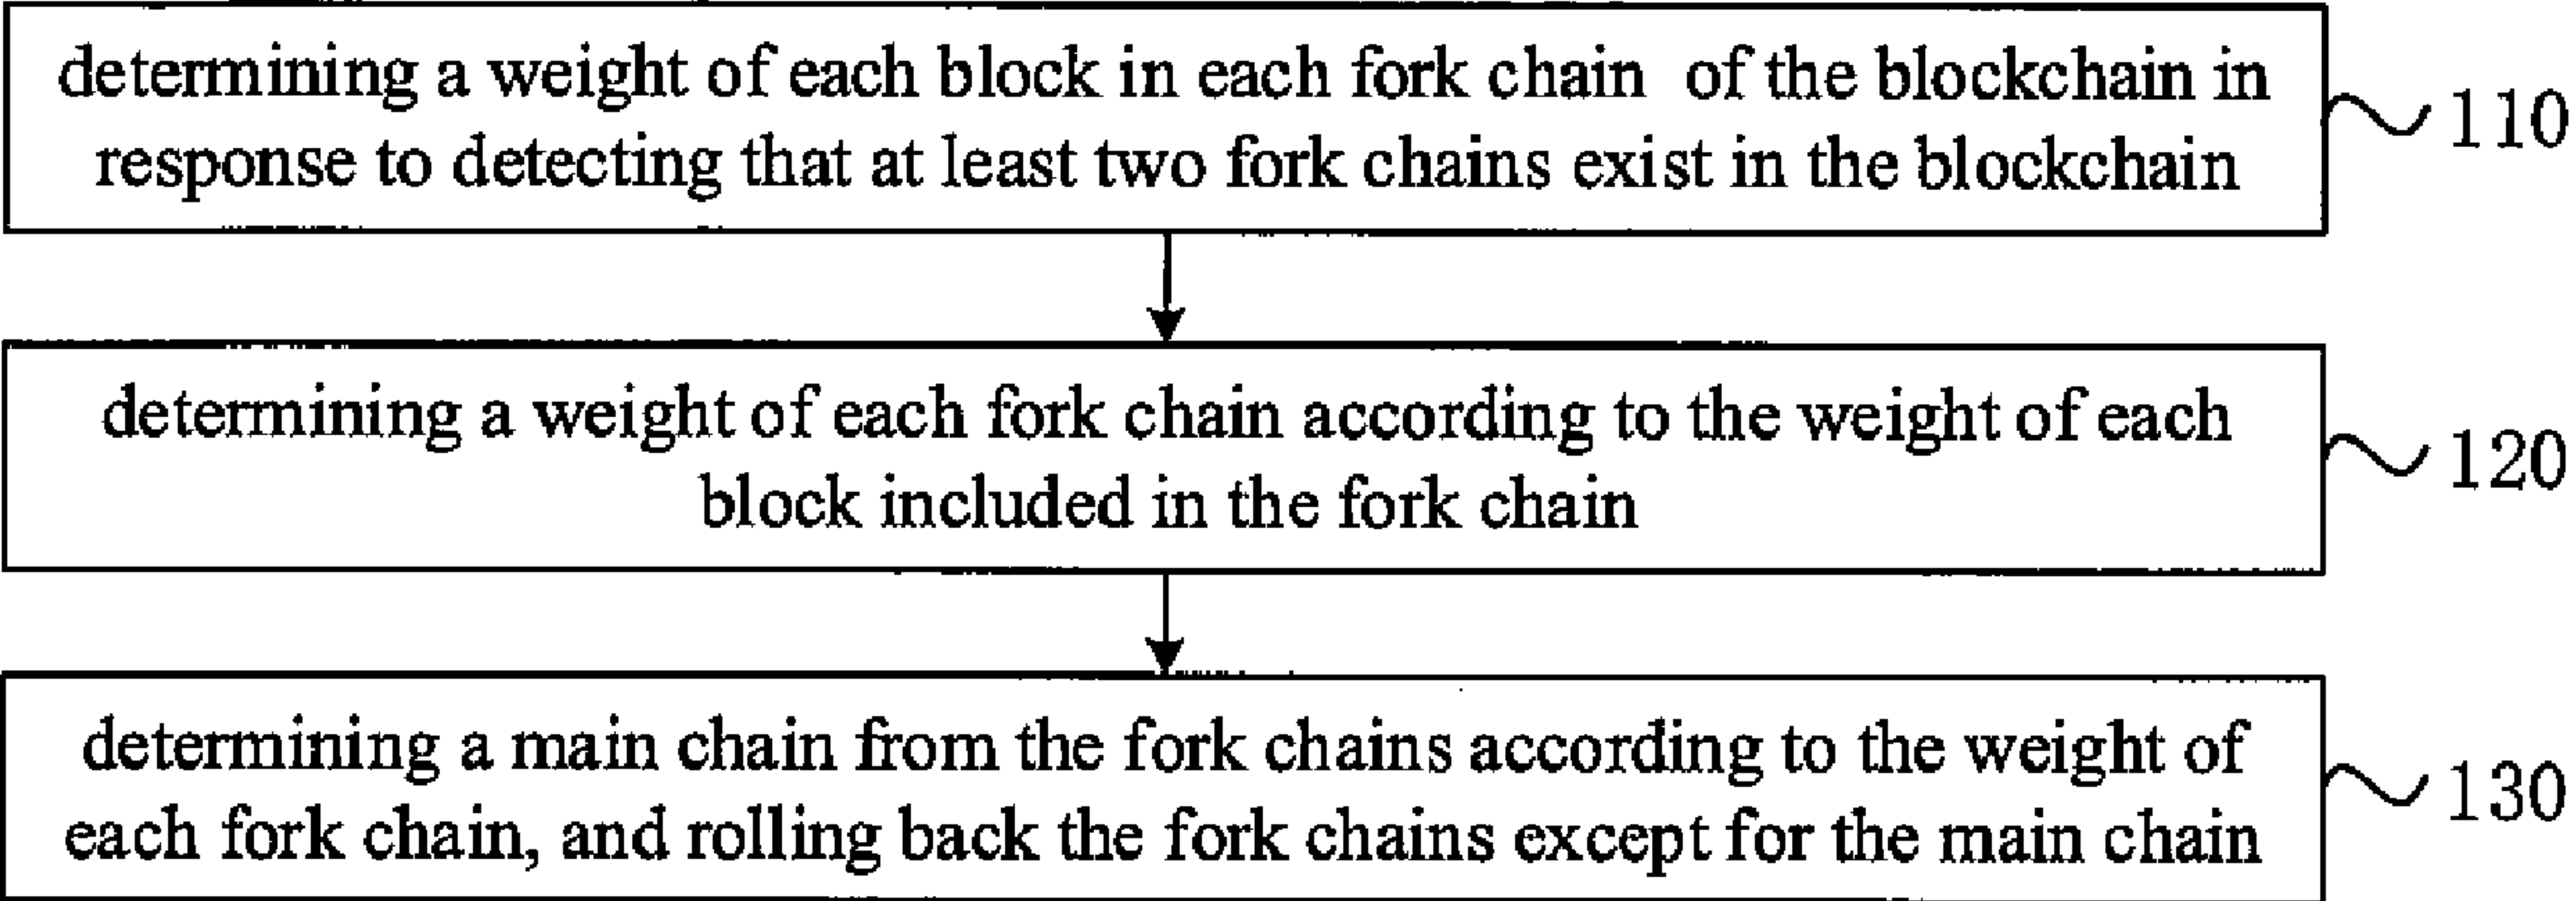 determining a weight of each block in each fork chain of the blockchain in
response to detecting that at least two fork chains exist in the blockchain
110
determining a weight of each fork chain according to the weight of each
block included in the fork chain
120
determining a main chain from the fork chains according to the weight of
each fork chain, and rolling back the fork chains except for the main chain
130